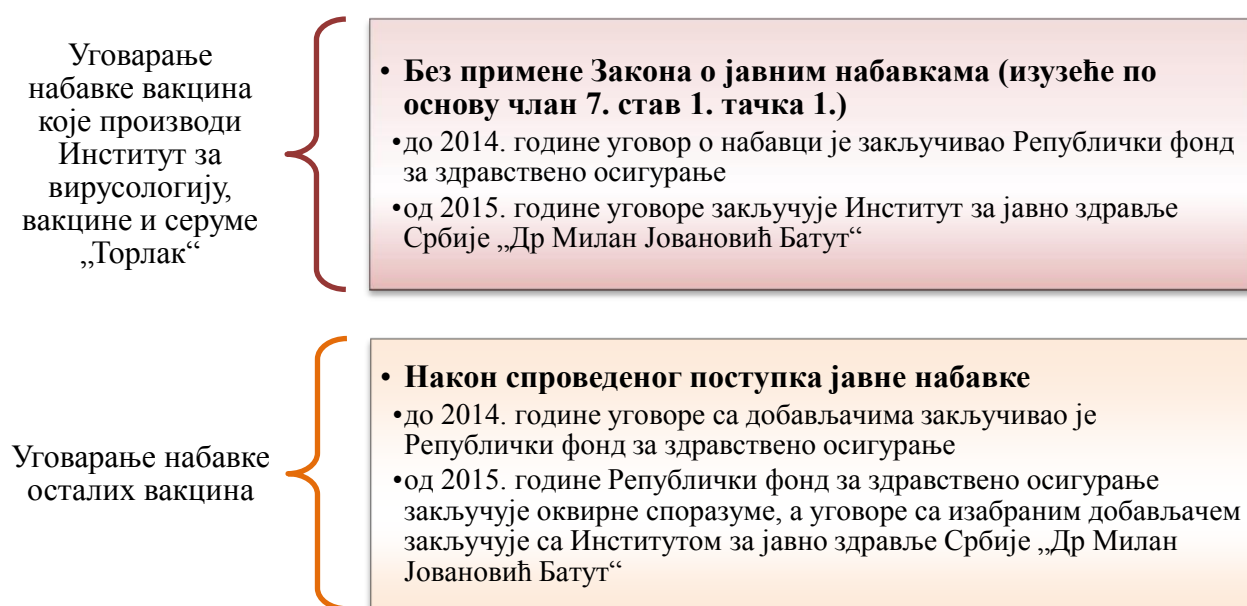 Уговарање
набавке вакцина
које производи
Институт за
вирусологију,
вакцине и серуме
„Торлак“
• Без примене Закона о јавним набавкама (изузеће по
основу члан 7. став 1. тачка 1.)
•до 2014. године уговор о набавци је закључивао Републички фонд
за здравствено осигурање
•од 2015. године уговоре закључује Институт за јавно здравље
Србије „Др Милан Јовановић Батут“
Уговарање набавке
осталих вакцина
• Након спроведеног поступка јавне набавке
•до 2014. године уговоре са добављачима закључивао је
Републички фонд за здравствено осигурање
•од 2015. године Републички фонд за здравствено осигурање
закључује оквирне споразуме, а уговоре са изабраним добављачем
закључује са Институтом за јавно здравље Србије „Др Милан
Јовановић Батут“